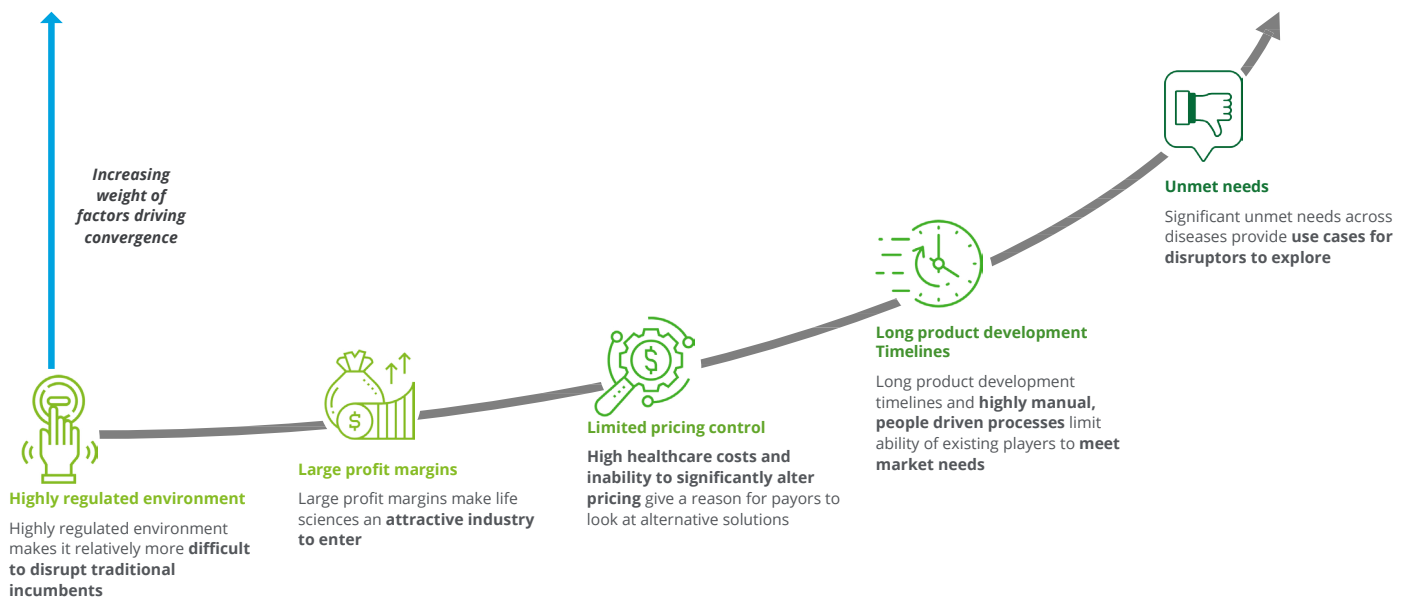 Increasing
weight of
factors driving
convergence
Highly regulated environment
Highly regulated environment
makes it relatively more difficult
to disrupt traditional
incumbents
Large profit margins
Large profit margins make life
sciences an attractive industry
to enter
Limited pricing control
High healthcare costs and
inability to significantly alter
pricing give a reason for payors to
look at alternative solutions
Long product development
Timelines
Long product development
timelines and highly manual,
people driven processes limit
ability of existing players to meet
market needs
Unmet needs
Significant unmet needs across
diseases provide use cases for
disruptors to explore
$
$